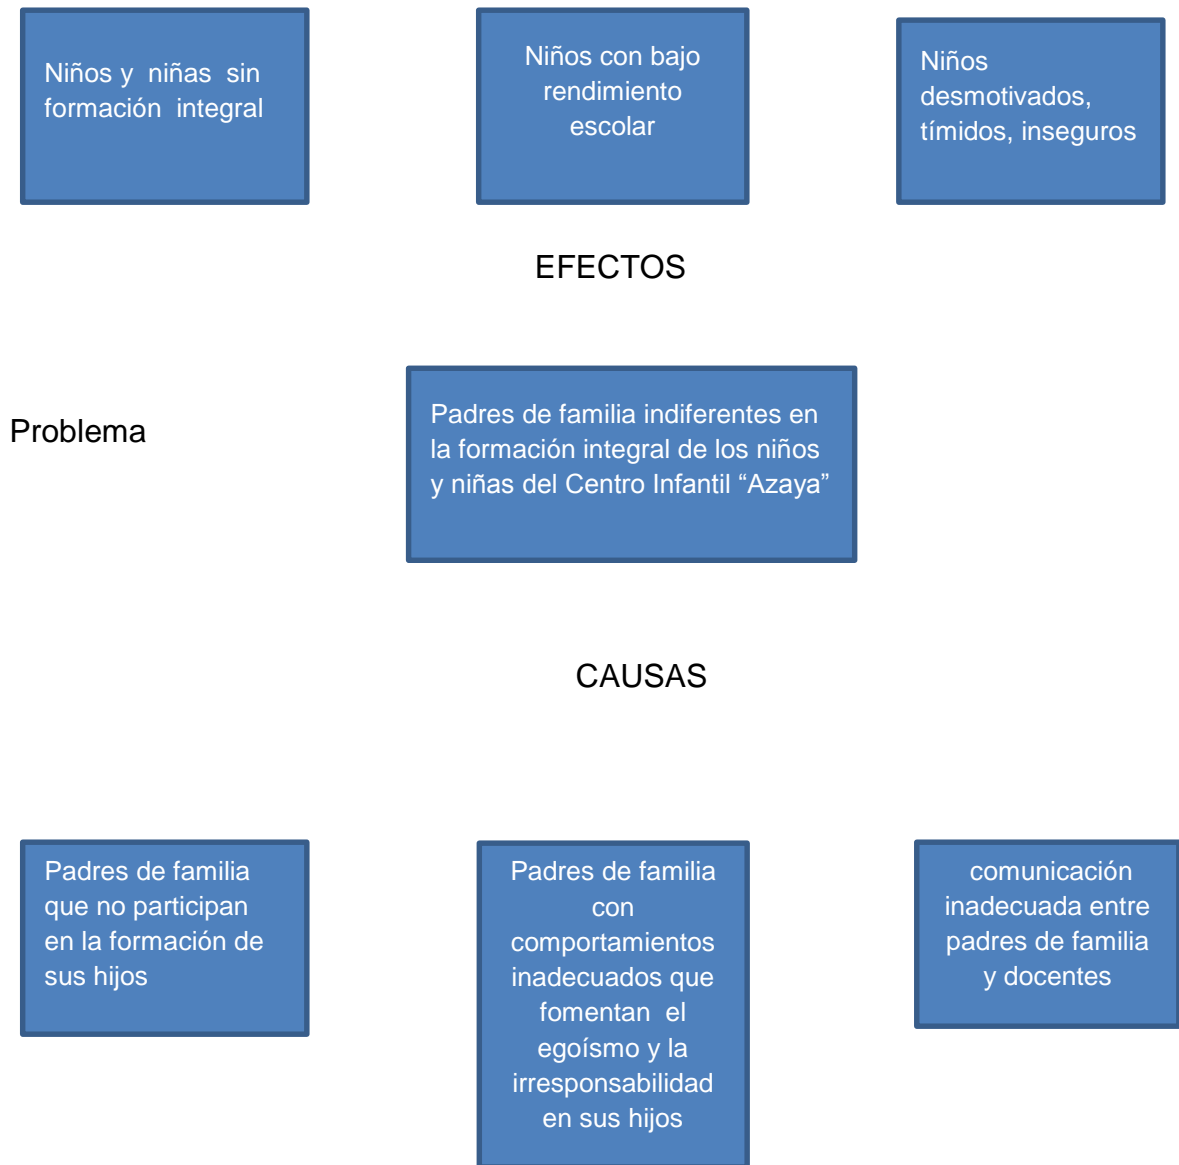 Niños y niñas sin
formación integral
Niños con bajo
rendimiento
escolar
Niños
desmotivados,
tímidos, inseguros
EFECTOS
Problema
Padres de familia indiferentes en
la formación integral de los niños
y niñas del Centro Infantil “Azaya”
CAUSAS
Padres de familia
que no participan
en la formación de
sus hijos
Padres de familia
con
comportamientos
inadecuados que
fomentan el
egoísmo y la
irresponsabilidad
en sus hijos
comunicación
inadecuada entre
padres de familia
y docentes